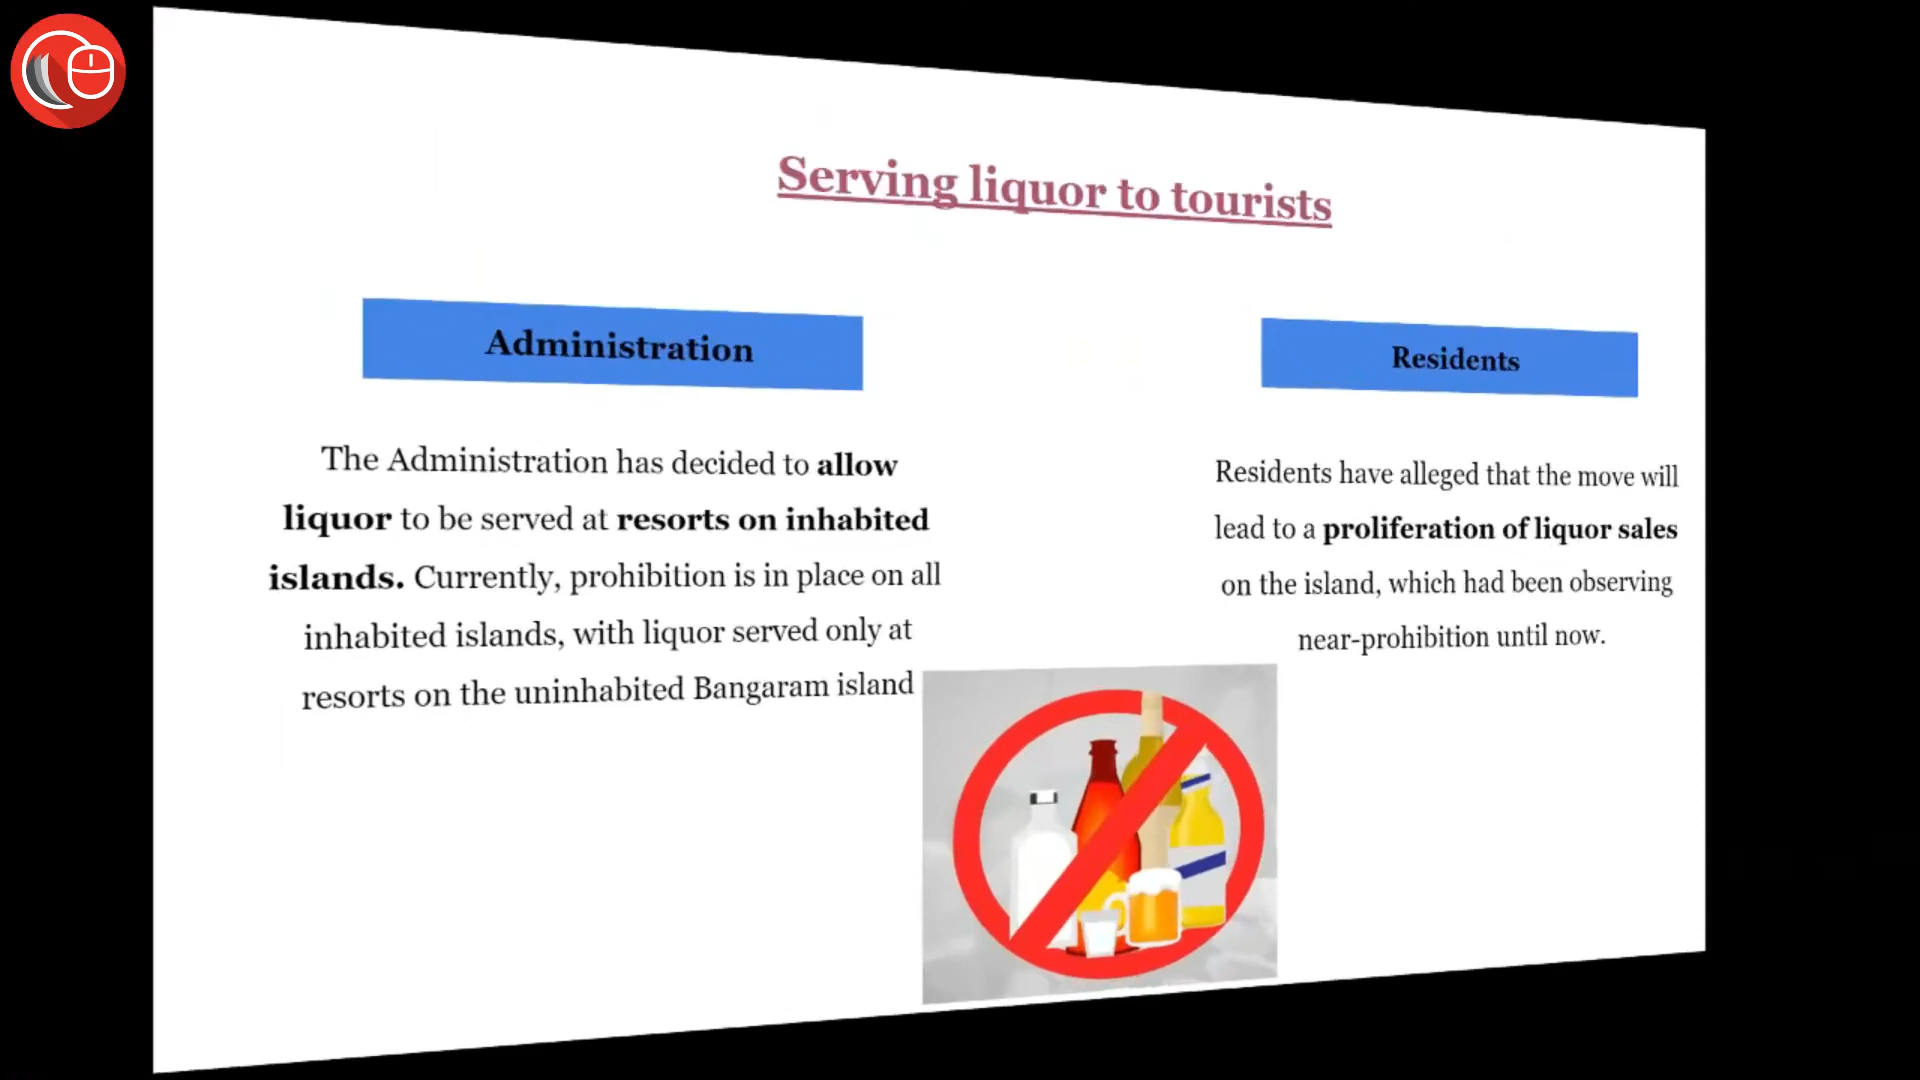 Serving liquor to tourists
Administration
The Administration has decided to allow
liquor to be served at resorts on inhabited
islands. Currently, prohibition is in place on all
inhabited islands, with liquor served only at
resorts on the uninhabited Bangaram island
Residents
Residents have alleged that the move will
lead to a proliferation of liquor sales
on the island, which had been observing
near-prohibition until now.